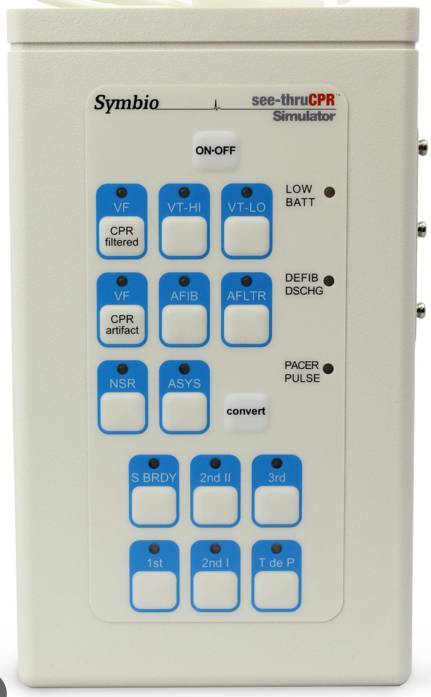 Symbio see-thruCPR™
Simulator
ON•OFF
VF VT-HI VT-LO
CPR
filtered
LOW
BATT
VF AFIB AFLTR
CPR
artifact
DEFIB
DSCHG
NSR ASYS
convert
PACER
PULSE
S BRDY 2nd II 3rd
1st 2nd I T de P